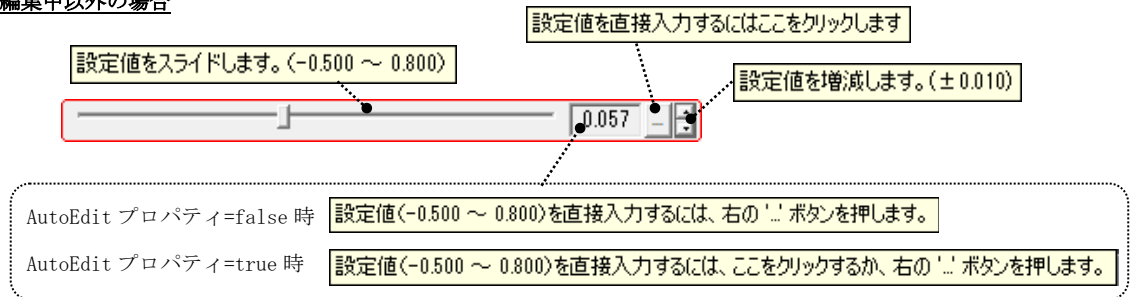 編集中以外の場合
設定値を直接入力するにはここをクリックします
設定値をスライドします。(-0.500 ～ 0.800)
設定値を増減します。(±0.010)
0.057
AutoEdit プロパティ=false 時 設定値(-0.500 ～ 0.800)を直接入力するには、右の '...' ボタンを押します。
AutoEdit プロパティ=true 時 設定値(-0.500 ～ 0.800)を直接入力するには、ここをクリックするか、右の '...' ボタンを押します。